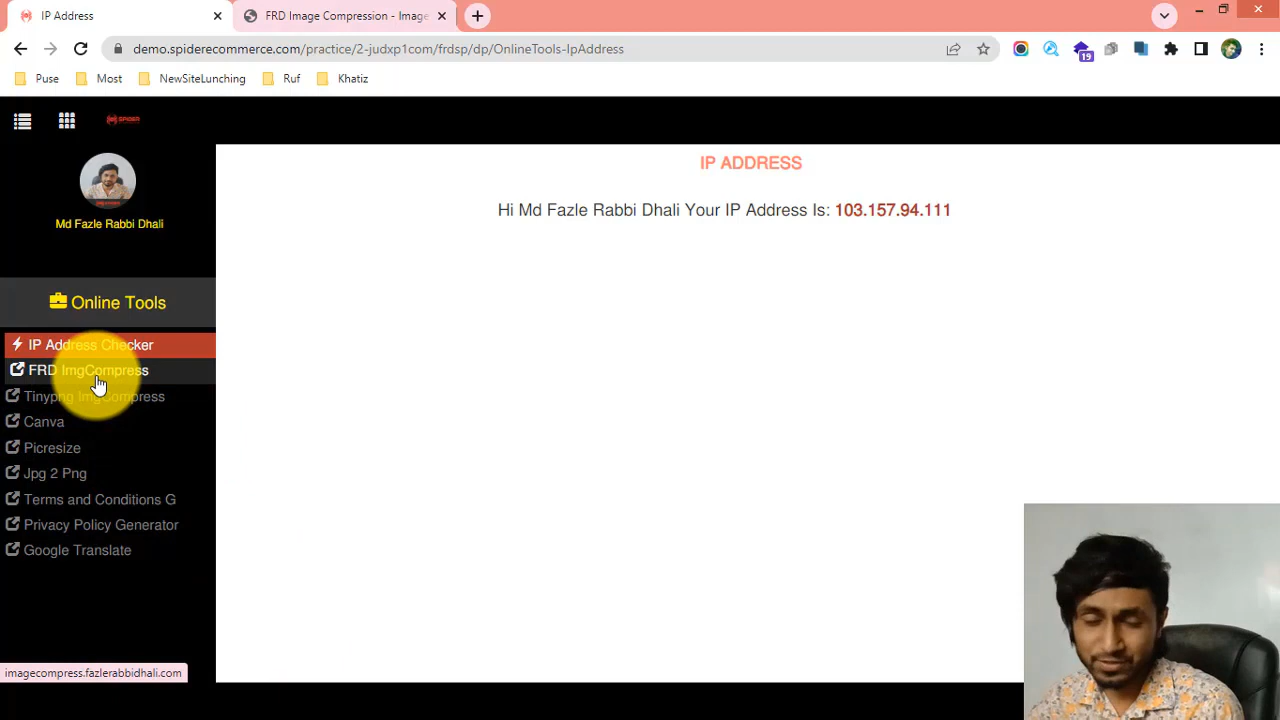 IP Address
FRD Image Compression - Image
demo.spiderecommerce.com/practice/2-judxp1com/frdsp/dp/OnlineTools-IpAddress
19
Puse
Most
NewSiteLunching
Ruf
Khatiz
SPIDER
Md Fazle Rabbi Dhali
IP ADDRESS
Hi Md Fazle Rabbi Dhali Your IP Address Is: 103.157.94.111
Online Tools
IP Address Checker
FRD ImgCompress
Tinypng ImgCompress
Canva
Picresize
Jpg 2 Png
Terms and Conditions G
Privacy Policy Generator
Google Translate
imagecompress.fazlerabbidhali.com